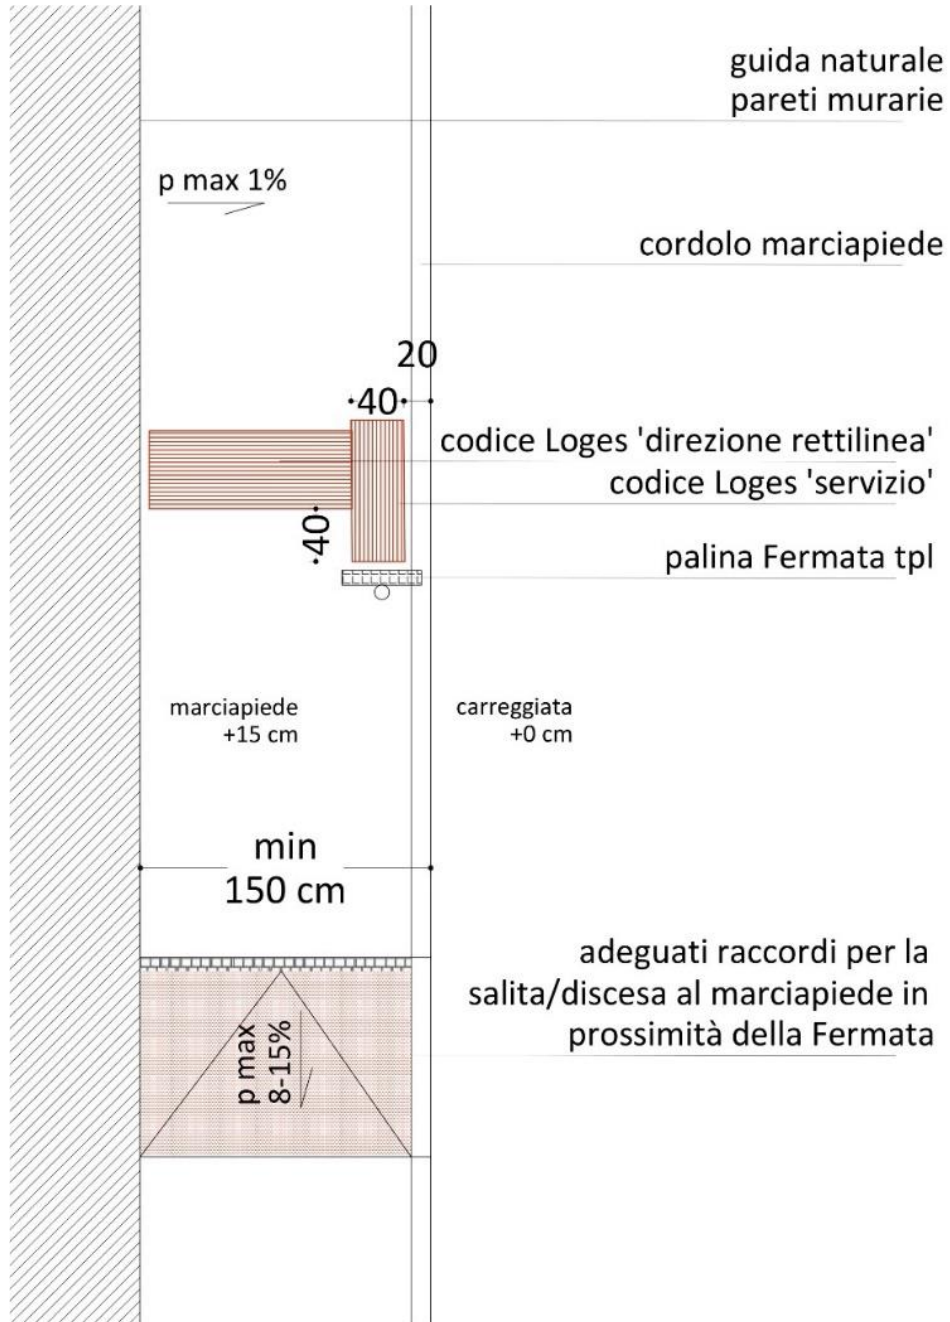 guida naturale
pareti murarie
p max 1%
cordolo marciapiede
20
40
codice Loges 'direzione rettilinea'
codice Loges 'servizio'
40
palina Fermata tpl
marciapiede
+15 cm
carreggiata
+0 cm
min
150 cm
adeguati raccordi per la
salita/discesa al marciapiede in
prossimità della Fermata
p max
8-15%